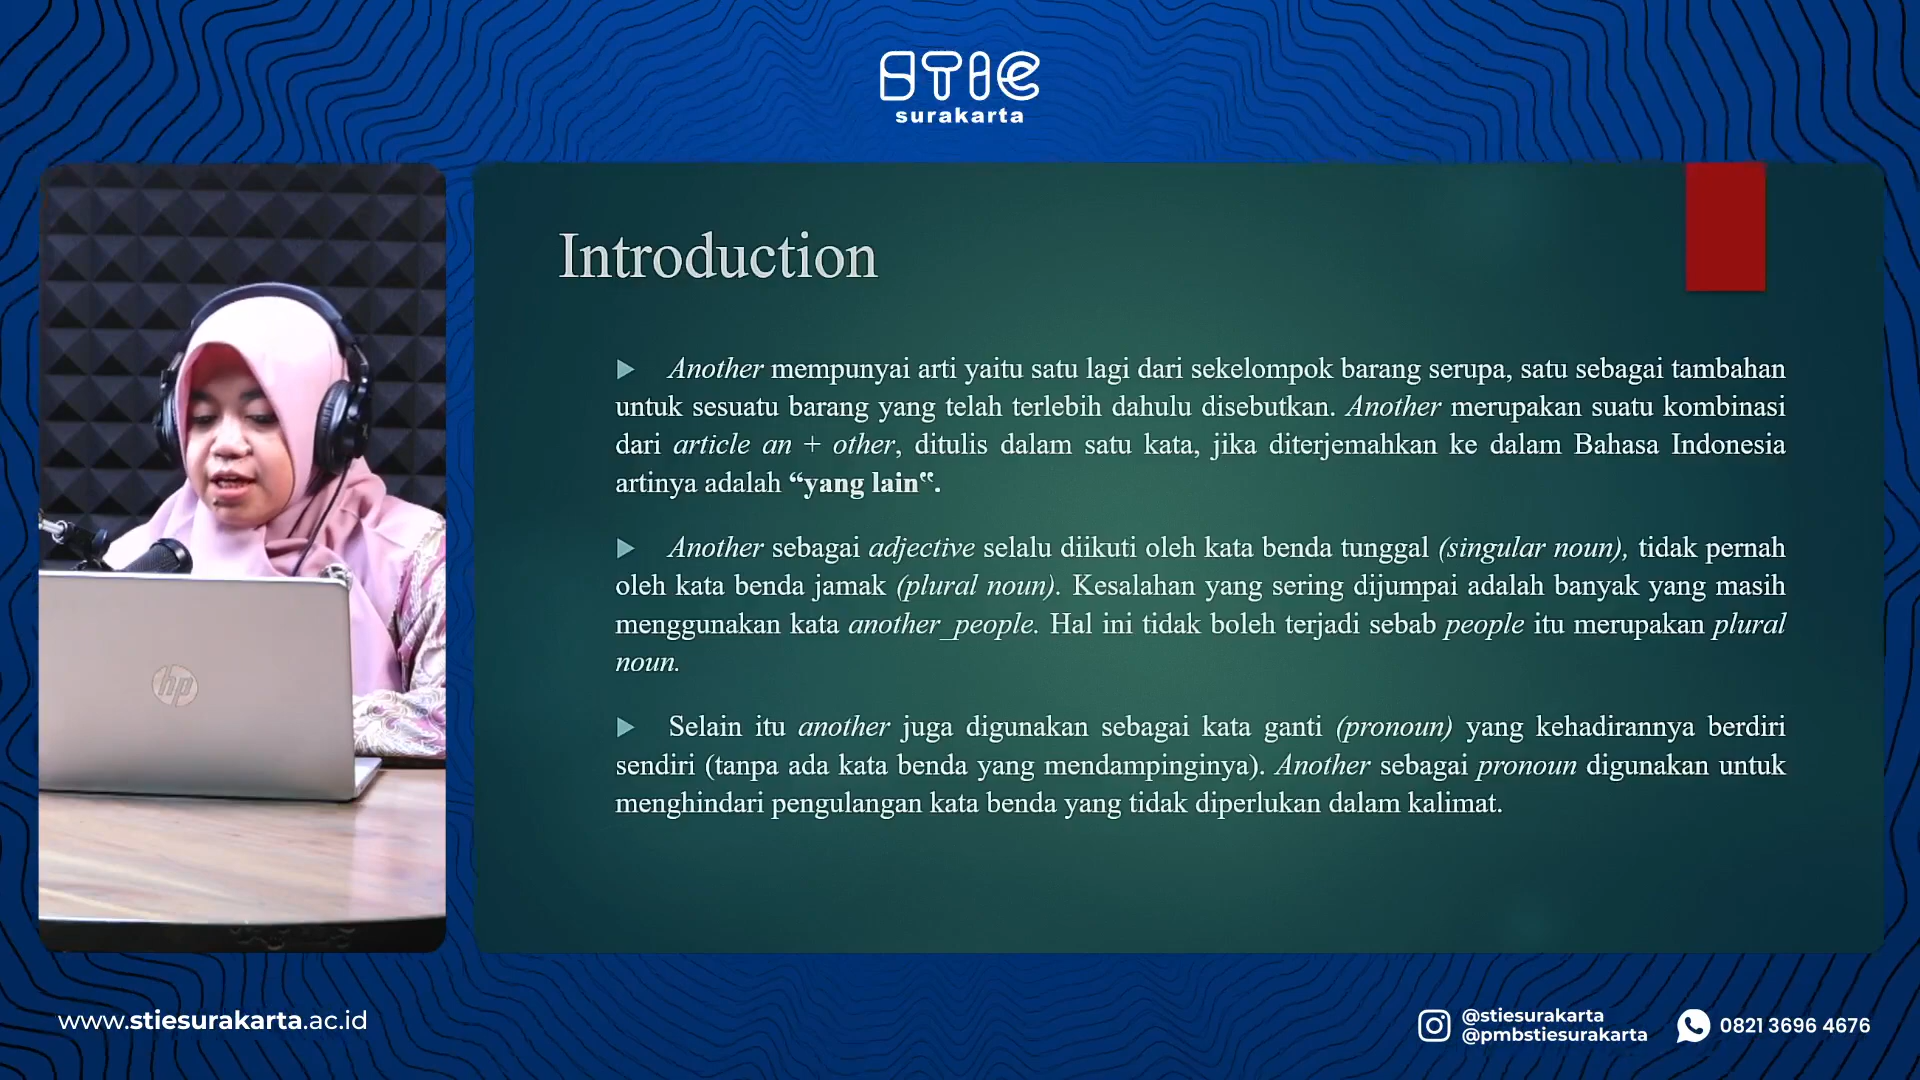 STIE
surakarta
Introduction
Another mempunyai arti yaitu satu lagi dari sekelompok barang serupa, satu sebagai tambahan
untuk sesuatu barang yang telah terlebih dahulu disebutkan. Another merupakan suatu kombinasi
dari article an + other, ditulis dalam satu kata, jika diterjemahkan ke dalam Bahasa Indonesia
artinya adalah “yang lain‟.
Another sebagai adjective selalu diikuti oleh kata benda tunggal (singular noun), tidak pernah
oleh kata benda jamak (plural noun). Kesalahan yang sering dijumpai adalah banyak yang masih
menggunakan kata another_people. Hal ini tidak boleh terjadi sebab people itu merupakan plural
noun.
Selain itu another juga digunakan sebagai kata ganti (pronoun) yang kehadirannya berdiri
sendiri (tanpa ada kata benda yang mendampinginya). Another sebagai pronoun digunakan untuk
menghindari pengulangan kata benda yang tidak diperlukan dalam kalimat.
hp
www.stiesurakarta.ac.id
@stiesurakarta
@pmbstiesurakarta
0821 3696 4676